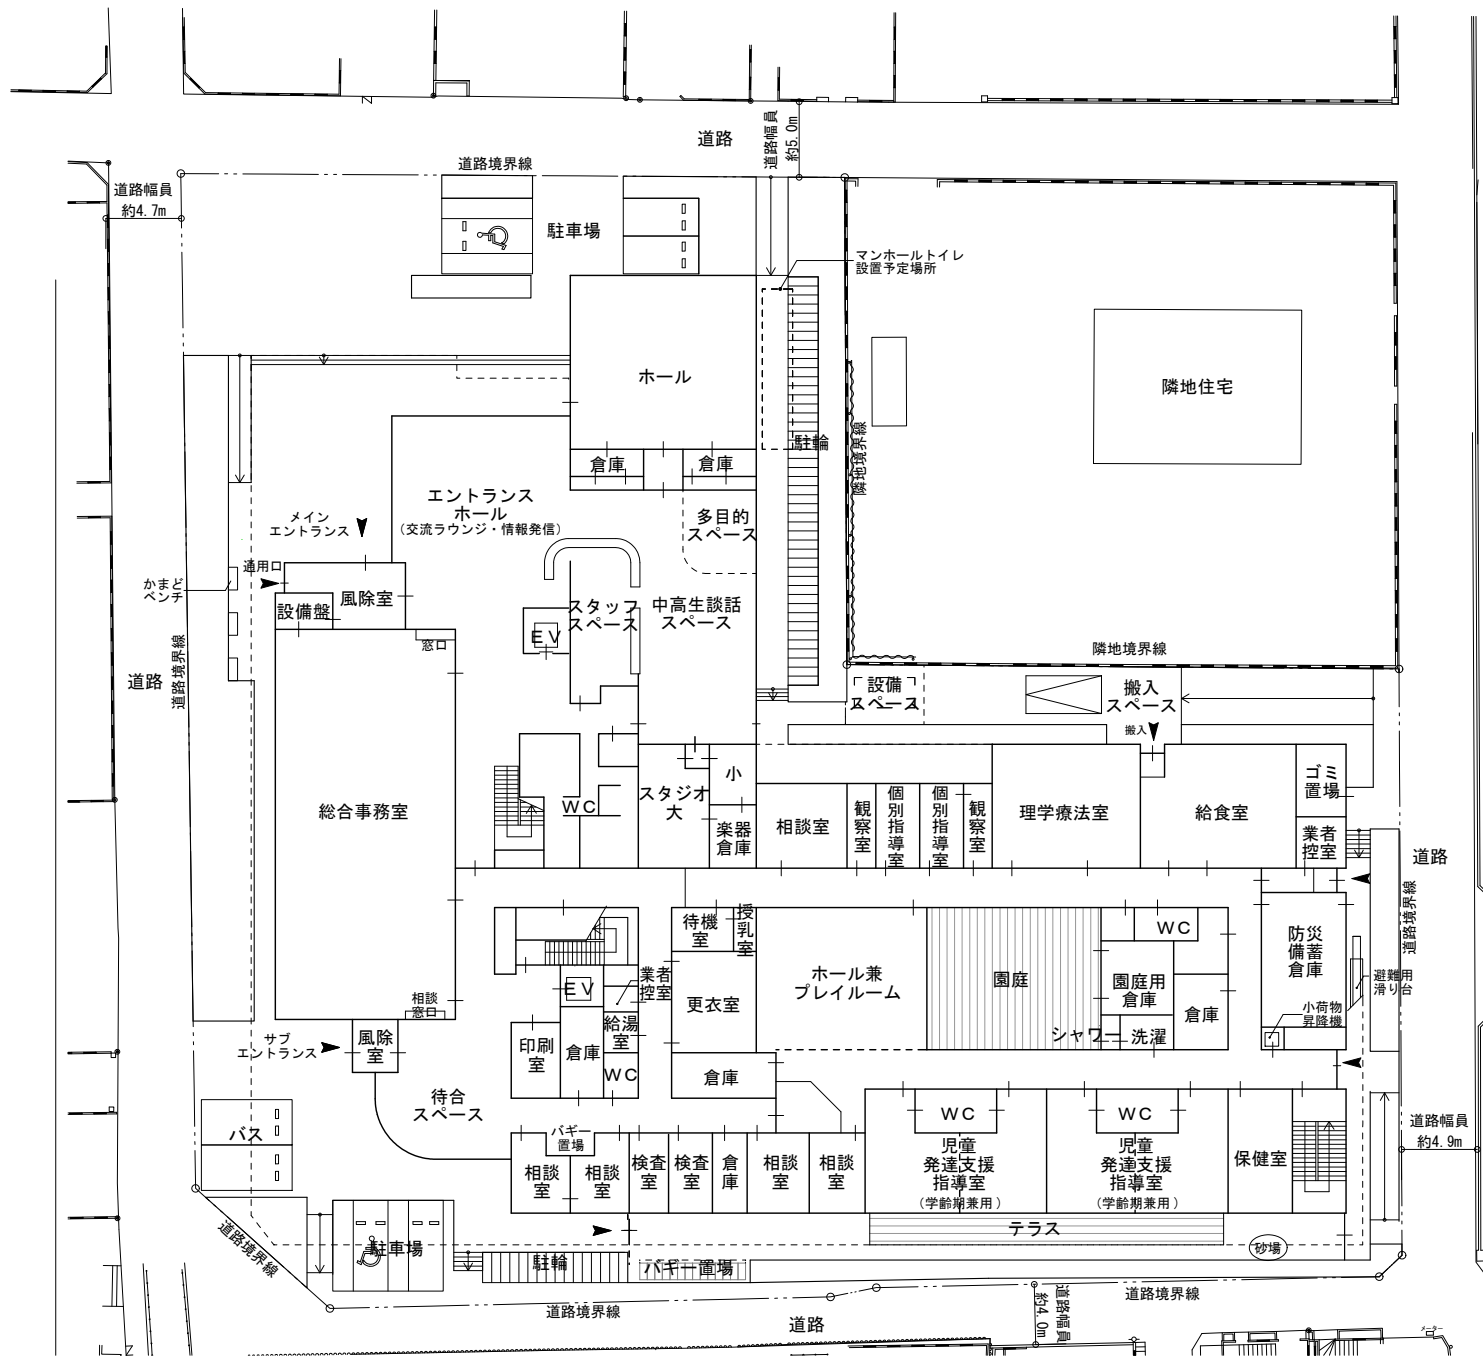 道路
道路幅員
約5.0m
道路境界線
道路幅員
約4.7m
駐車場
マンホールトイレ
設置予定場所
ホール
隣地住宅
駐輪
隣地境界線
倉庫
倉庫
エントランス
ホール
(交流ラウンジ・情報発信)
多目的
スペース
メイン
エントランス
通用口
かまど
ベンチ
設備盤
風除室
スタッフ
スペース
中高生談話
スペース
EV
窓口
隣地境界線
道路
道路境界線
設備
スペース
搬入
スペース
搬入
総合事務室
WC
スタジオ
大
小
楽器
倉庫
相談室
観察室
個別指導室
個別指導室
観察室
理学療法室
給食室
ゴミ
置場
業者
控室
道路
道路境界線
待機
室
授乳室
ホール兼
プレイルーム
園庭
WC
園庭用
倉庫
倉庫
シャワー
洗濯
防災
備蓄
倉庫
避難用
滑り台
小荷物
昇降機
業者
控室
更衣室
EV
給湯
室
印刷
室
倉庫
WC
倉庫
相談
窓口
サブ
エントランス
風除
室
待合
スペース
バス
バギー
置場
相談
室
相談
室
検査
室
検査
室
倉
庫
相談
室
相談
室
WC
児童
発達支援
指導室
(学齢期兼用)
WC
児童
発達支援
指導室
(学齢期兼用)
保健室
道路幅員
約4.9m
テラス
砂場
道路境界線
駐車場
駐輪
バギー置場
道路境界線
道路境界線
道路
道路幅員
約4.0m
メーター